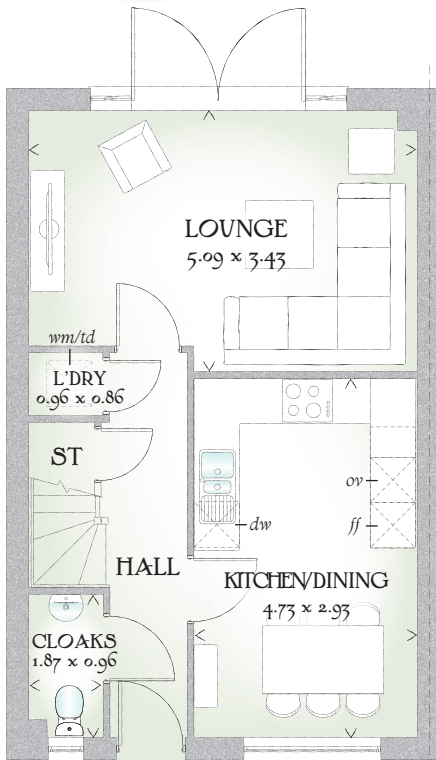 LOUNGE
5.09 x 3.43
wm/td
L'DRY
0.96 x 0.86
ST
ov
dw
ff
HALL
KITCHEN/DINING
4.73 x 2.93
CLOAKS
1.87 x 0.96